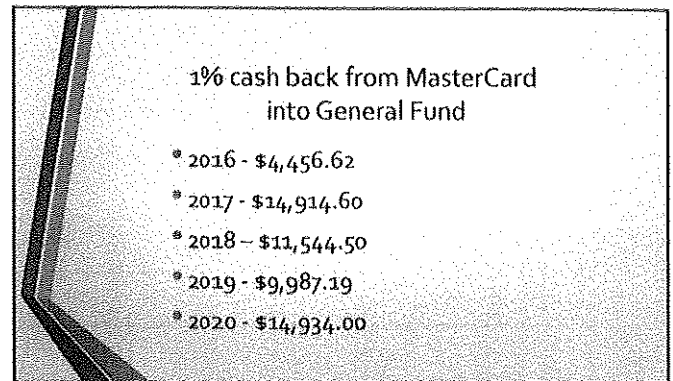 1% cash back from MasterCard
into General Fund
• 2016 - $4,456.62
• 2017 - $14,914.60
• 2018 – $11,544.50
• 2019 - $9,987.19
• 2020 - $14,934.00